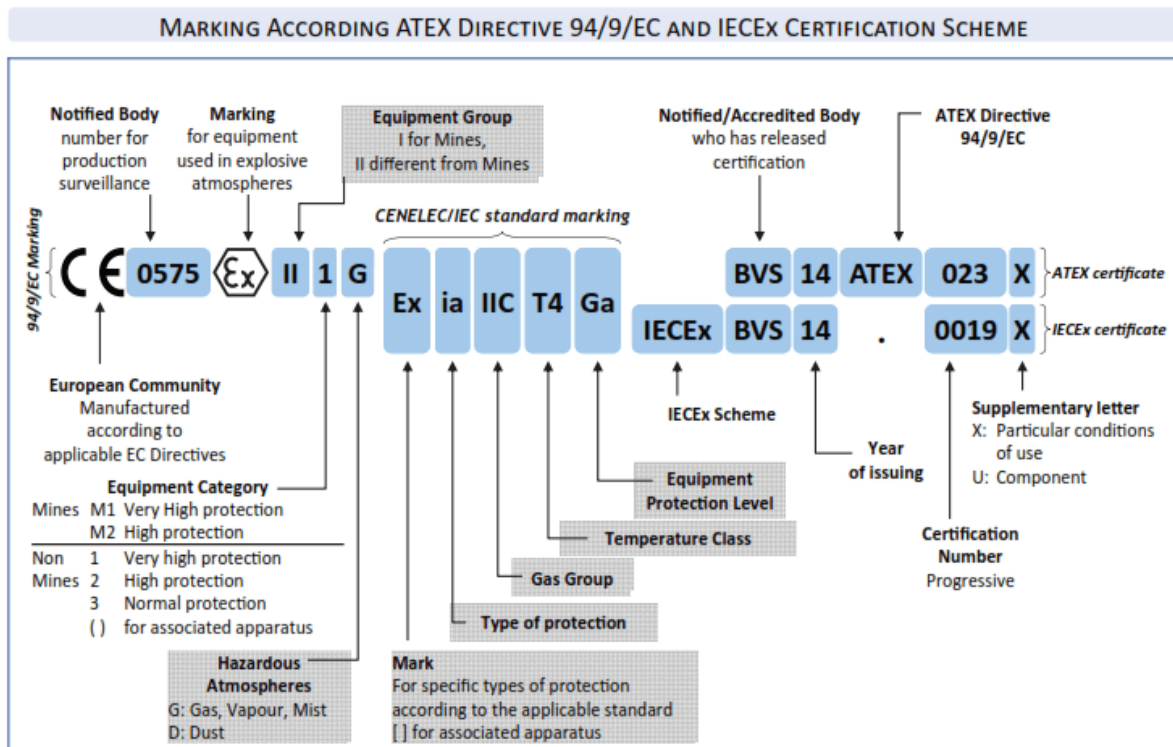 MARKING ACCORDING ATEX DIRECTIVE 94/9/EC AND IECEX CERTIFICATION SCHEME
Notified Body
number for
production
surveillance
Marking
for equipment
used in explosive
atmospheres
Equipment Group
I for Mines,
II different from Mines
Notified/Accredited Body
who has released
certification
ATEX Directive
94/9/EC
CENELEC/IEC standard marking
94/9/EC Marking
CE 0575 Ex II 1 G
Ex ia IIC T4 Ga
BVS 14 ATEX 023 X
ATEX certificate
IECEx BVS 14 . 0019 X
IECEx certificate
European Community
Manufactured
according to
applicable EC Directives
IECEx Scheme
Year
of issuing
Supplementary letter
X: Particular conditions
of use
U: Component
Equipment Category
Mines M1 Very High protection
M2 High protection
Non 1 Very high protection
Mines 2 High protection
3 Normal protection
( ) for associated apparatus
Equipment
Protection Level
Temperature Class
Gas Group
Type of protection
Certification
Number
Progressive
Hazardous
Atmospheres
G: Gas, Vapour, Mist
D: Dust
Mark
For specific types of protection
according to the applicable standard
[ ] for associated apparatus